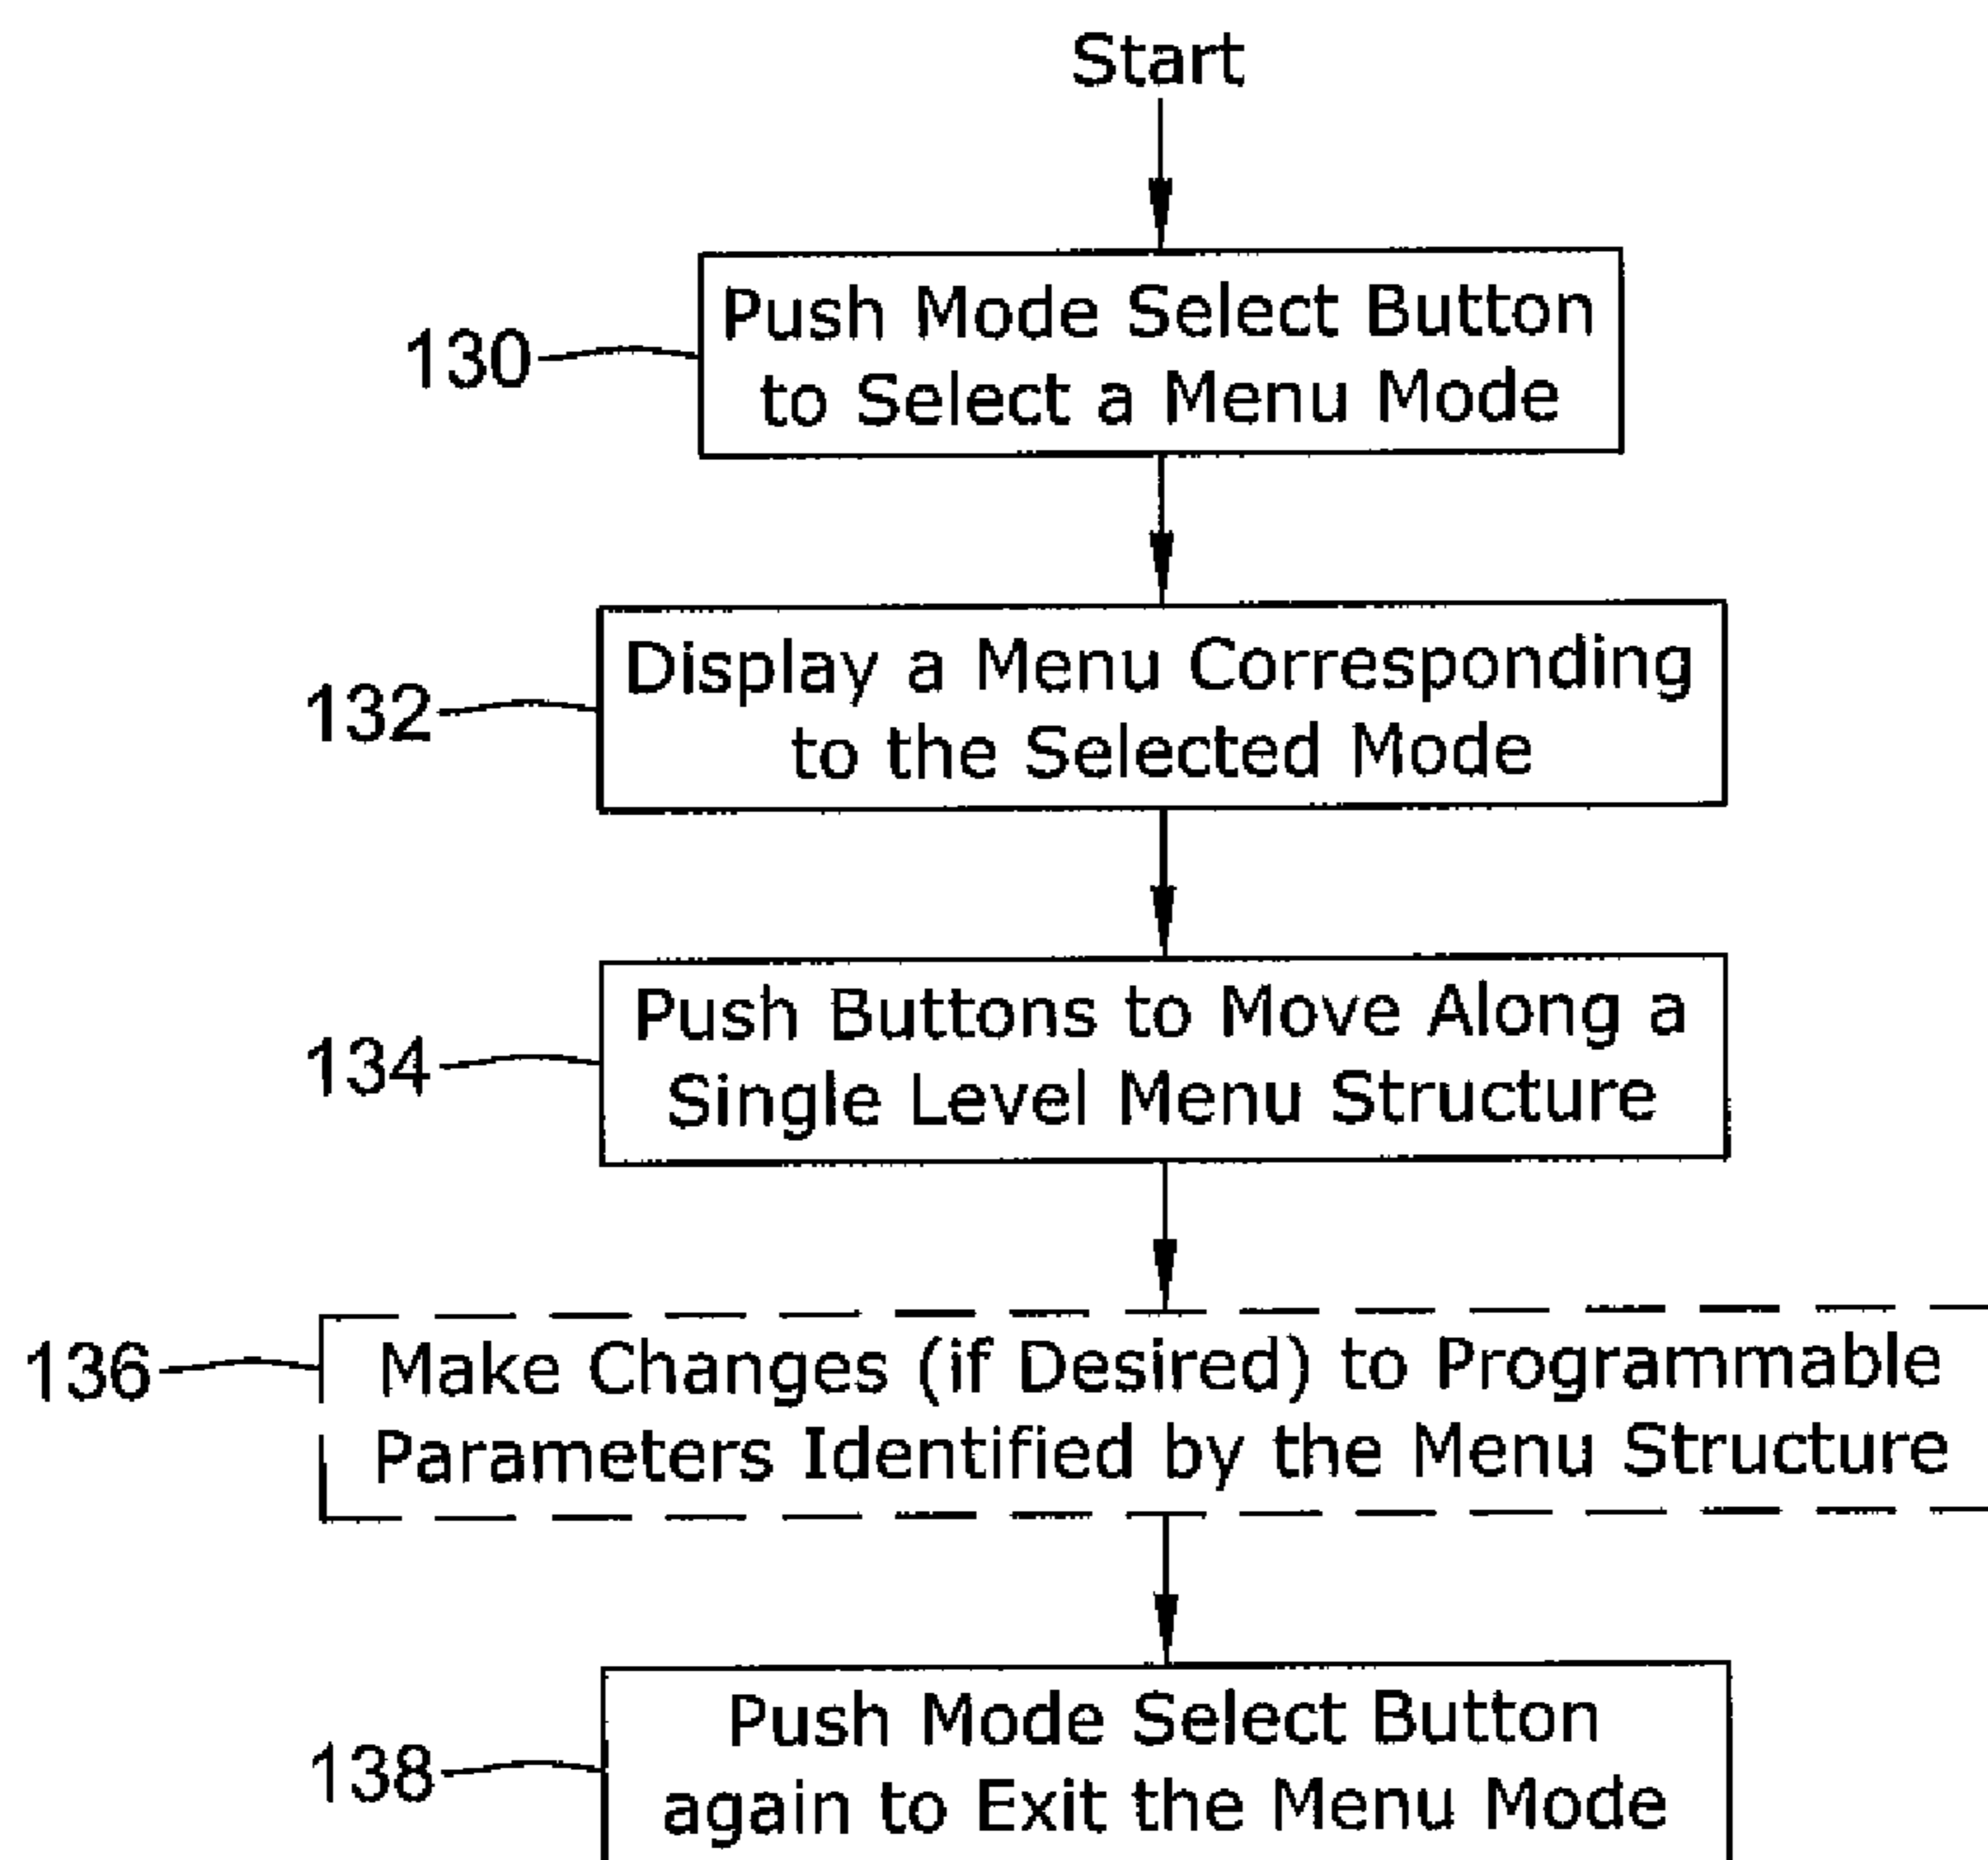 Start
130
Push Mode Select Button
to Select a Menu Mode
132
Display a Menu Corresponding
to the Selected Mode
134
Push Buttons to Move Along a
Single Level Menu Structure
136
Make Changes (if Desired) to Programmable
Parameters Identified by the Menu Structure
138
Push Mode Select Button
again to Exit the Menu Mode